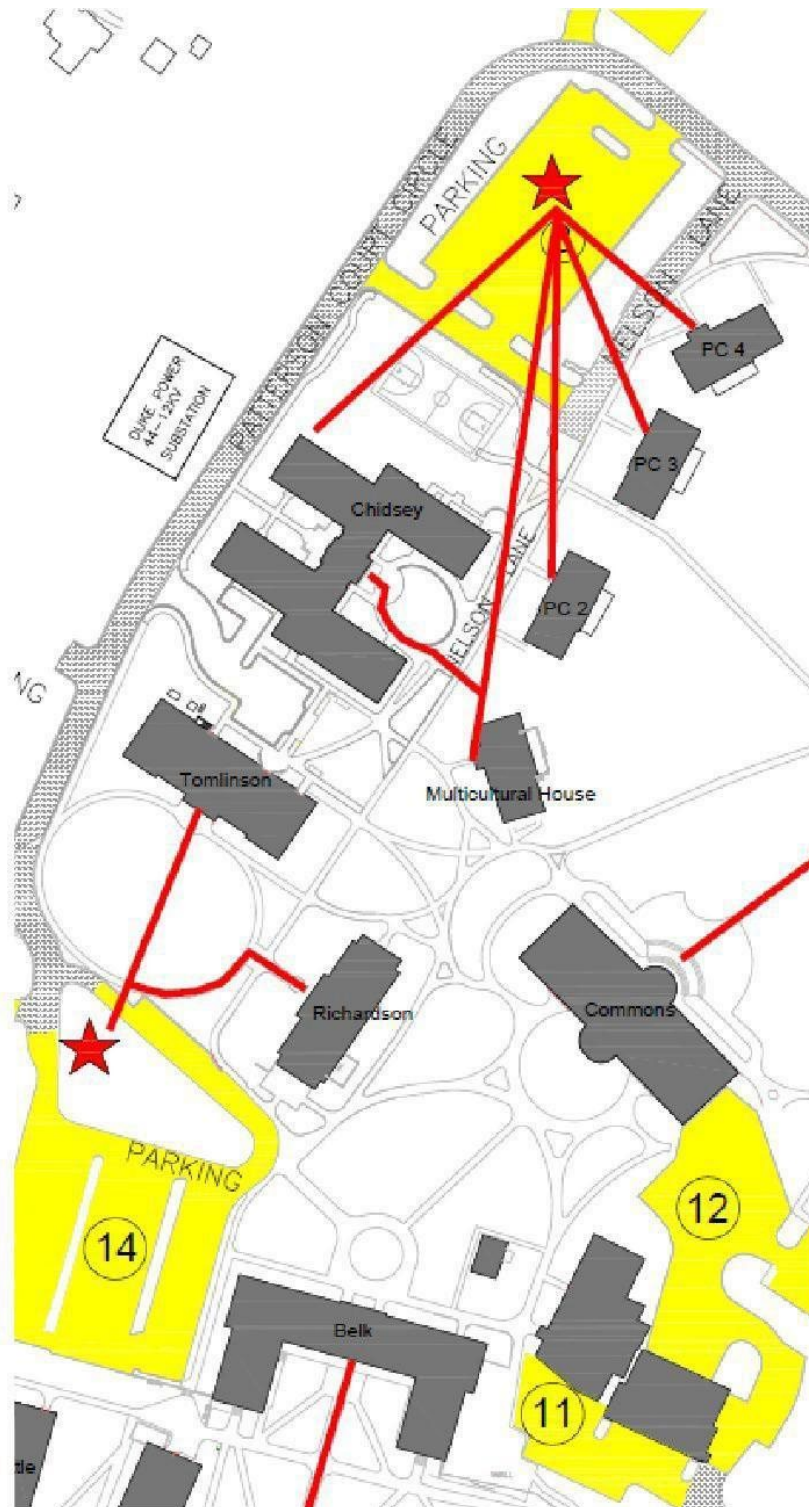 PARKING
PATTERSON COURT CIRCLE
NELSON LANE
PC 4
DUKE POWER
44-12KV
SUBSTATION
PC 3
Chidsey
NELSON LANE
PC 2
NG
Tomlinson
Multicultural House
Richardson
Commons
PARKING
12
14
Belk
11
tle